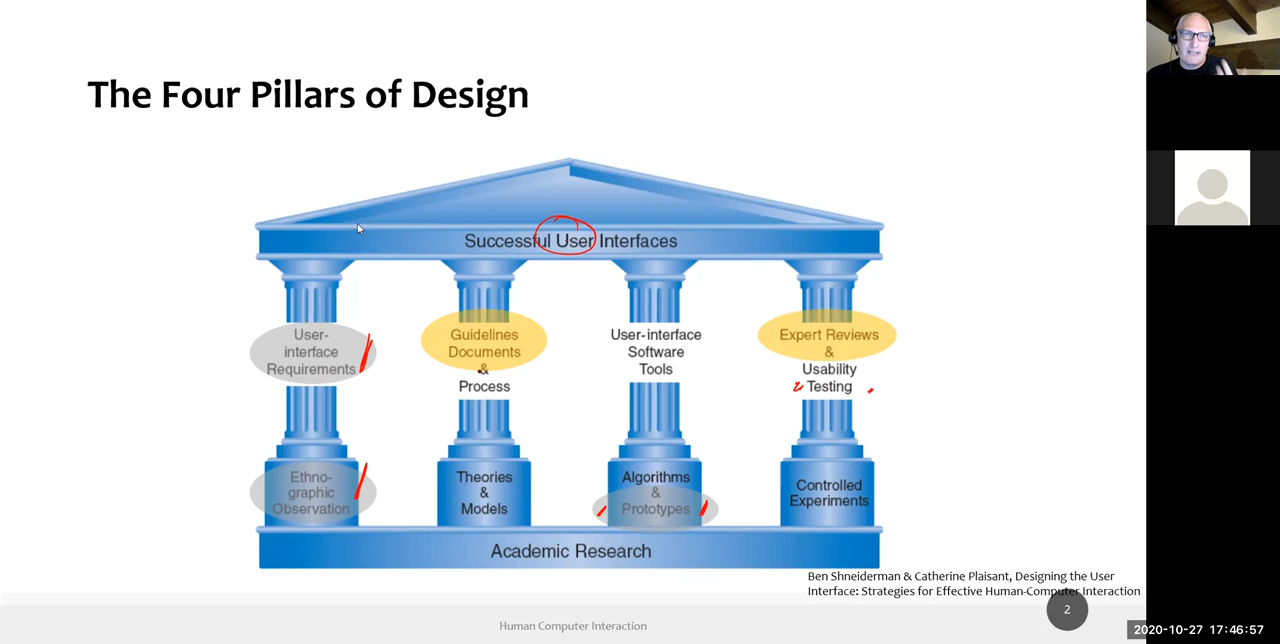 The Four Pillars of Design
Successful User Interfaces
User-
interface
Requirements
Guidelines
Documents
&
Process
User-interface
Software
Tools
Expert Reviews
&
Usability
Testing
Ethno-
graphic
Observation
Theories
&
Models
Algorithms
&
Prototypes
Controlled
Experiments
Academic Research
Ben Shneiderman & Catherine Plaisant, Designing the User
Interface: Strategies for Effective Human-Computer Interaction
2
Human Computer Interaction
2020-10-27 17:46:57